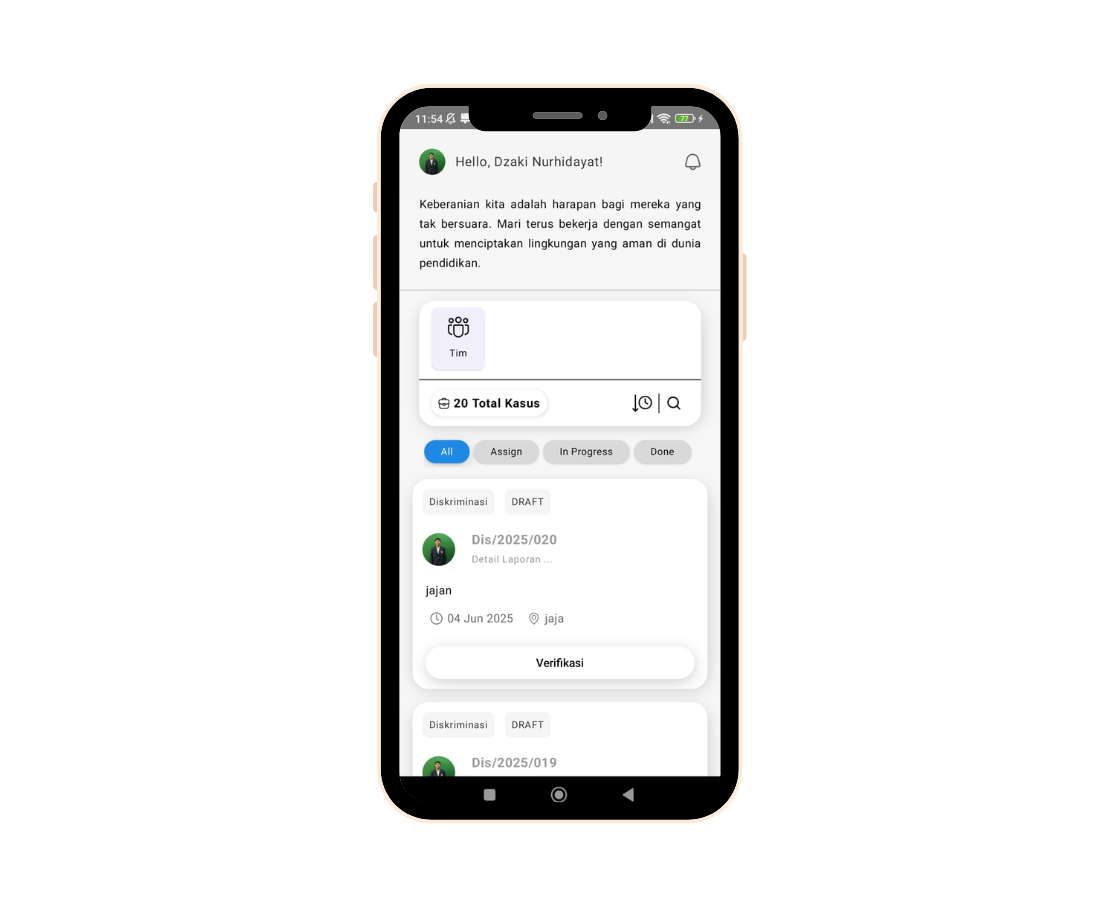 11:54
77
Hello, Dzaki Nurhidayat!
Keberanian kita adalah harapan bagi mereka yang
tak bersuara. Mari terus bekerja dengan semangat
untuk menciptakan lingkungan yang aman di dunia
pendidikan.
Tim
20 Total Kasus
All Assign In Progress Done
Diskriminasi DRAFT
Dis/2025/020
Detail Laporan ...
jajan
04 Jun 2025 jaja
Verifikasi
Diskriminasi DRAFT
Dis/2025/019